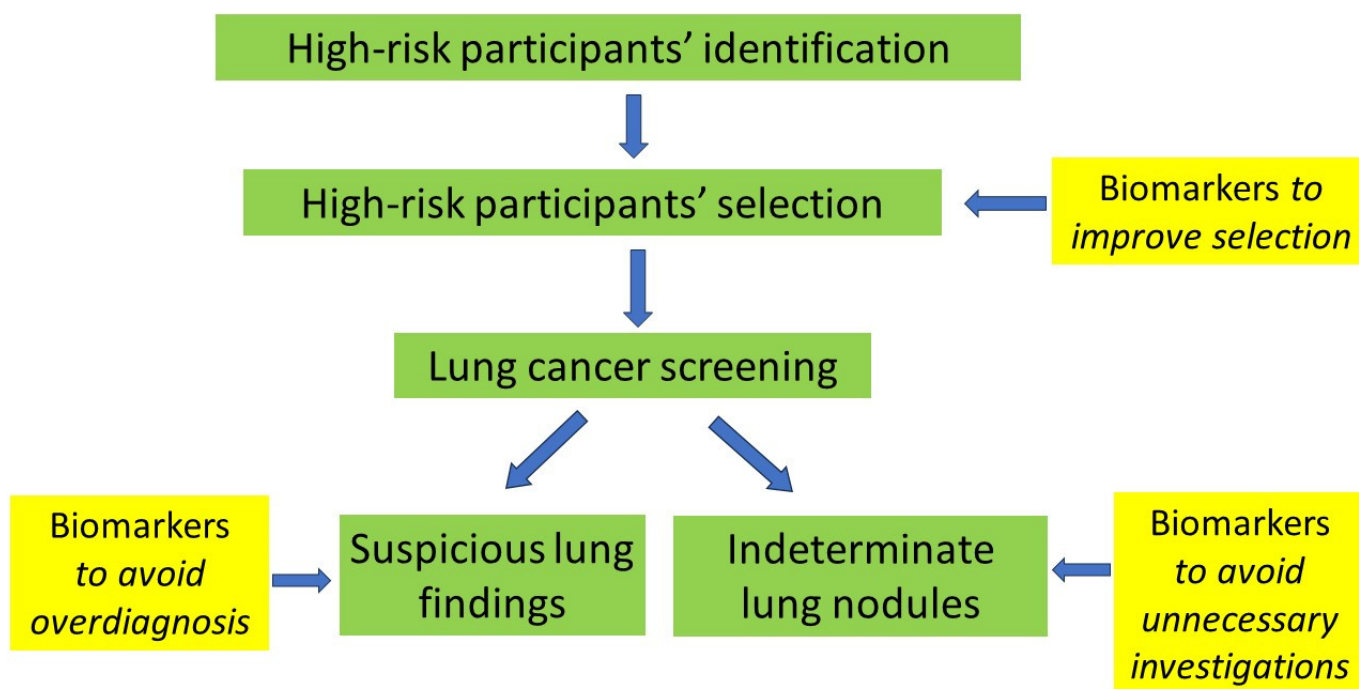 High-risk participants’ identification
High-risk participants’ selection
Biomarkers to
improve selection
Lung cancer screening
Biomarkers
to avoid
overdiagnosis
Suspicious lung
findings
Indeterminate
lung nodules
Biomarkers
to avoid
unnecessary
investigations